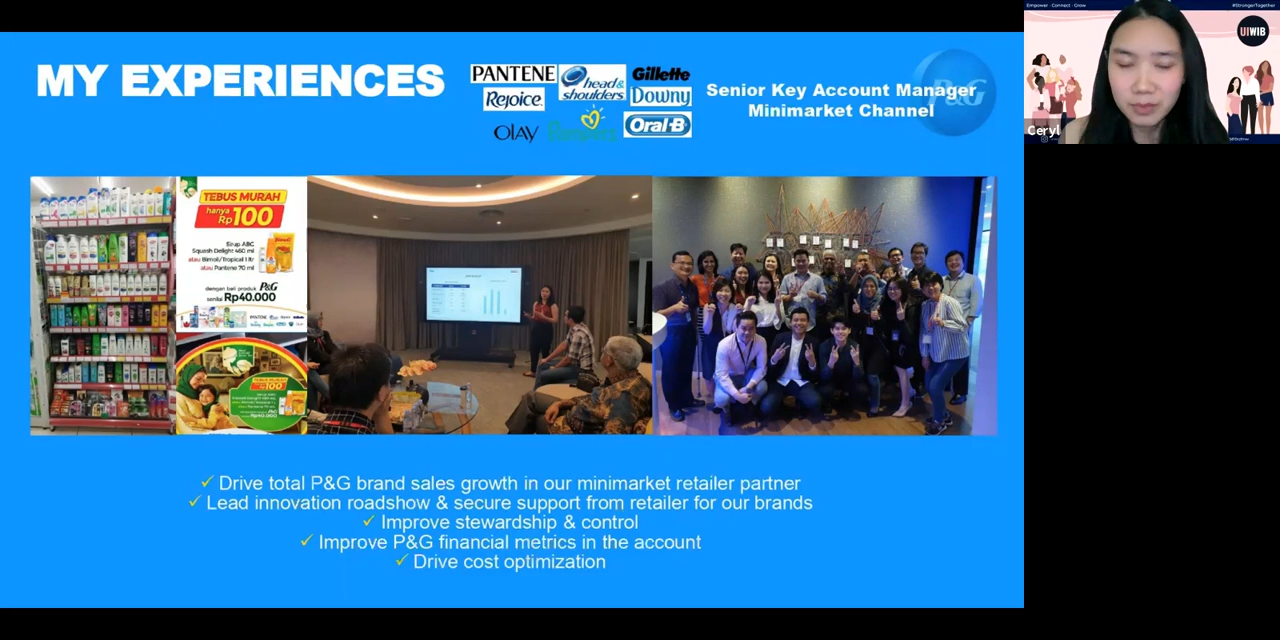 MY EXPERIENCES
PANTENE
head&
shoulders
Gillette
Rejoice.
Downy
OLAY
Pampers
Oral-B
P&G
Senior Key Account Manager
Minimarket Channel
TEBUS MURAH
hanya
Rp100
Sirup ABC
Squash Delight 460 ml
atau Bimoli/Tropical 1 ltr
atau Pantene 70 ml
dengan beli produk P&G
senilai Rp40.000
TEBUS MURAH
✓ Drive total P&G brand sales growth in our minimarket retailer partner
✓ Lead innovation roadshow & secure support from retailer for our brands
✓ Improve stewardship & control
✓ Improve P&G financial metrics in the account
✓ Drive cost optimization
Empower · Connect · Grow
#StrongerTogether
UIWIB
Ceryl